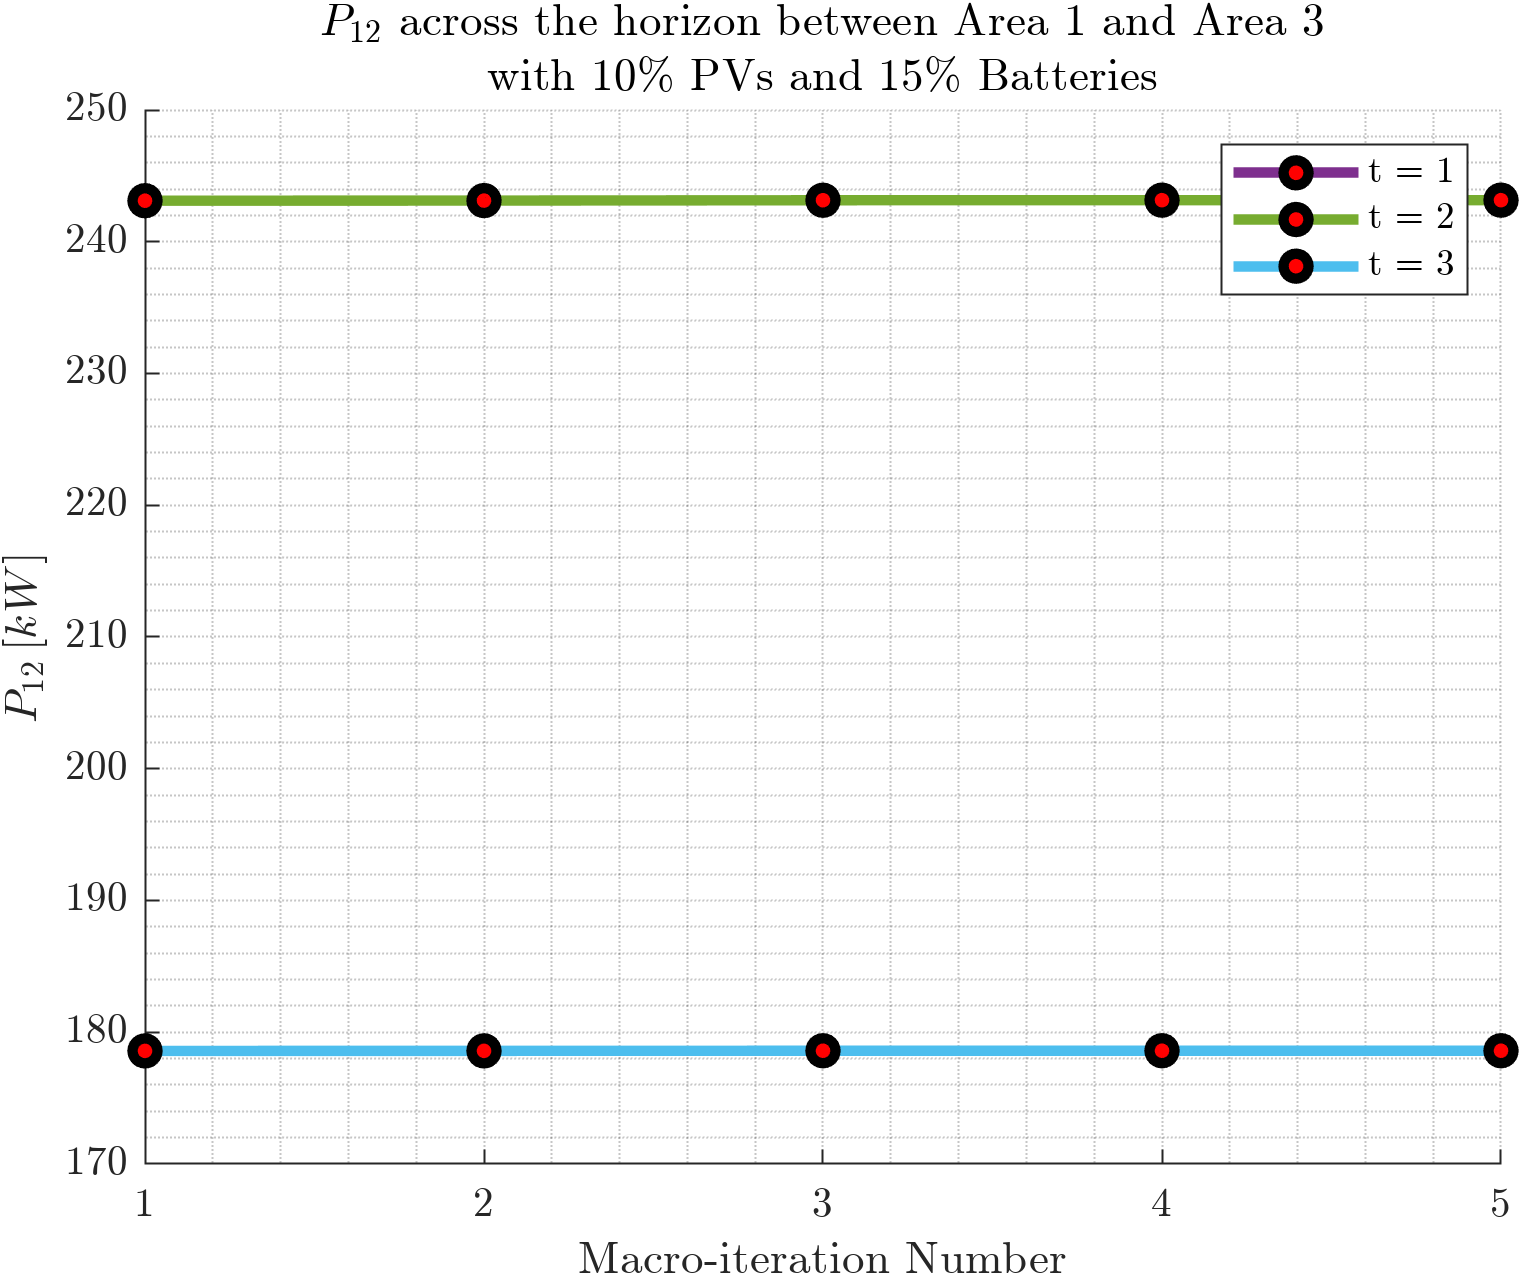 P₁₂ across the horizon between Area 1 and Area 3
with 10% PVs and 15% Batteries
250
240
230
220
210
200
190
180
170
P₁₂ [kW]
t = 1
t = 2
t = 3
1 2 3 4 5
Macro-iteration Number